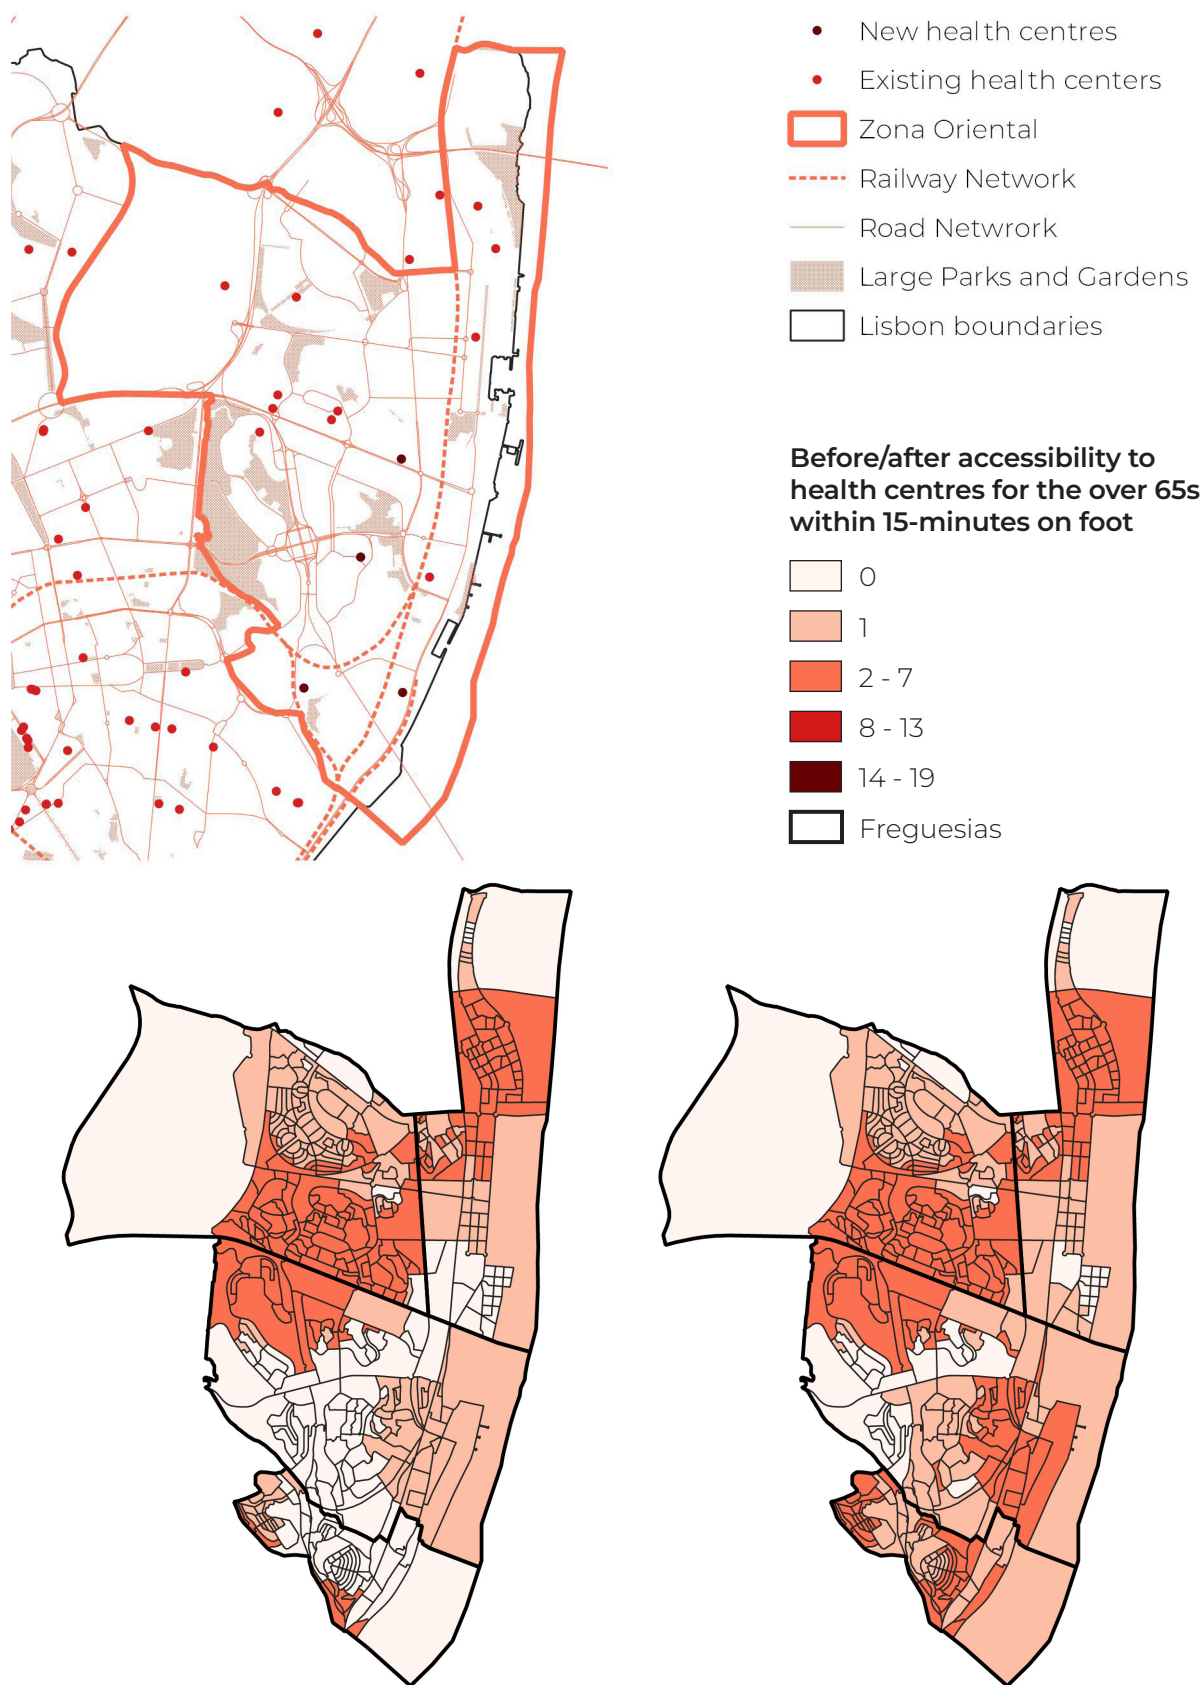 New health centres
Existing health centers
Zona Oriental
Railway Network
Road Netwrork
Large Parks and Gardens
Lisbon boundaries
Before/after accessibility to
health centres for the over 65s
within 15-minutes on foot
0
1
2 - 7
8 - 13
14 - 19
Freguesias